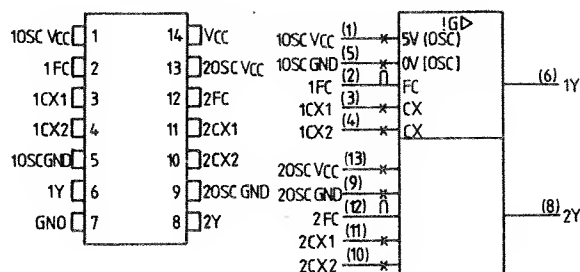 1OSC VCC 1 14 VCC
1FC 2 13 2OSC VCC
1CX1 3 12 2FC
1CX2 4 11 2CX1
1OSCGND 5 10 2CX2
1Y 6 9 2OSC GND
GND 7 8 2Y
!G▷
1OSC VCC (1) 5V [OSC]
1OSC GND (5) 0V [OSC]
1FC (2) ∩ FC
(6) 1Y
1CX1 (3) CX
1CX2 (4) CX
2OSC VCC (13)
2OSC GND (9)
2FC (12) ∩
(8) 2Y
2CX1 (11)
2CX2 (10)